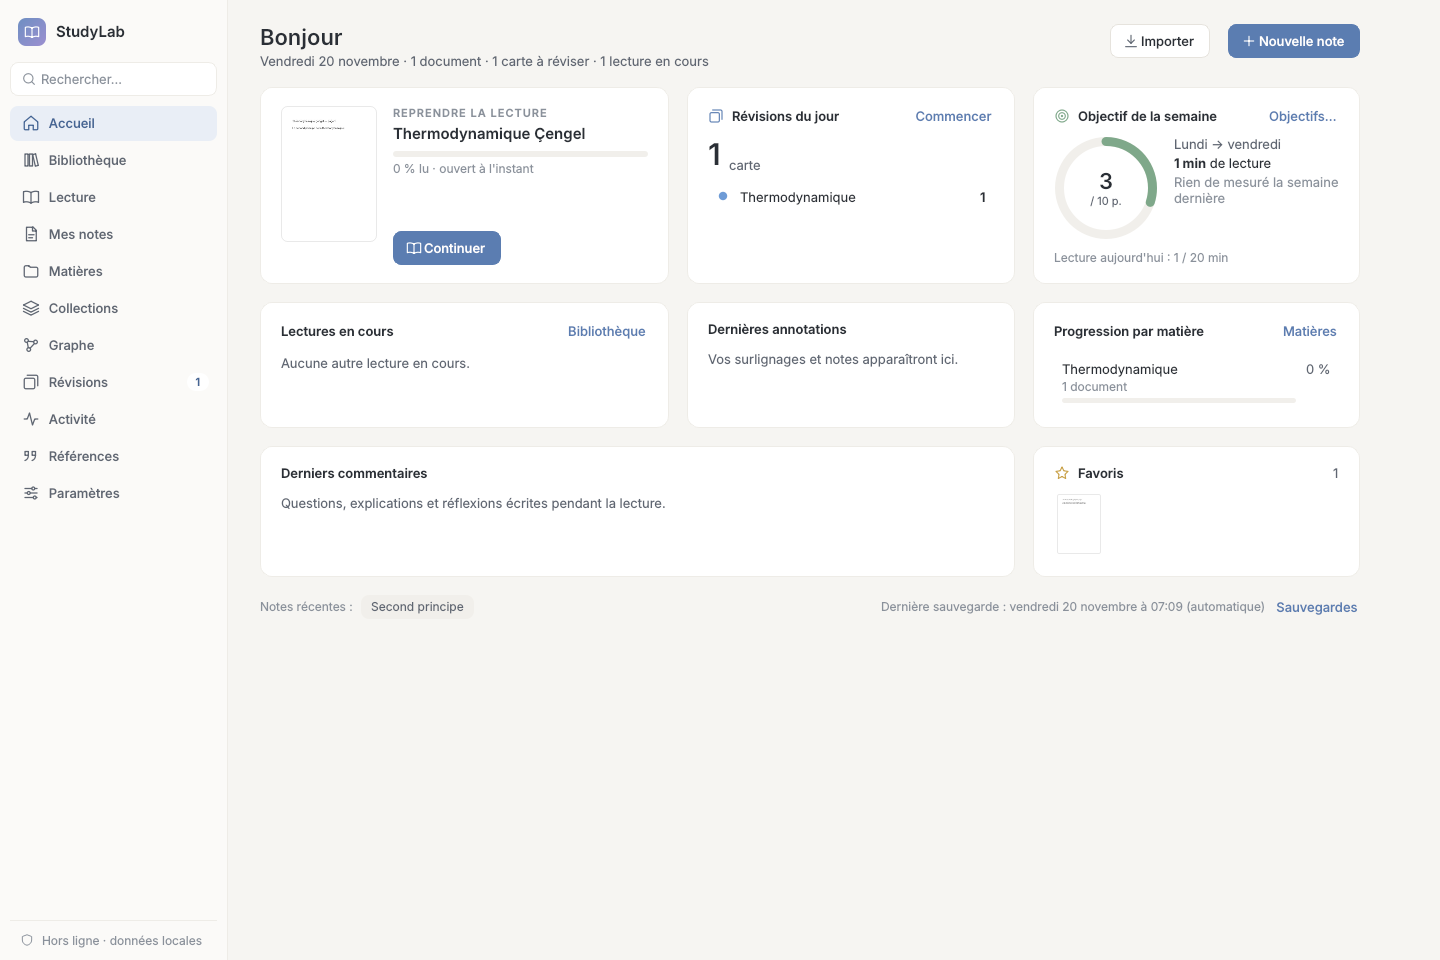 StudyLab
Rechercher...
Accueil
Bibliothèque
Lecture
Mes notes
Matières
Collections
Graphe
Révisions 1
Activité
Références
Paramètres
Hors ligne · données locales
Bonjour
Vendredi 20 novembre · 1 document · 1 carte à réviser · 1 lecture en cours
Importer
Nouvelle note
REPRENDRE LA LECTURE
Thermodynamique Çengel
0 % lu · ouvert à l'instant
Continuer
Révisions du jour Commencer
1 carte
Thermodynamique 1
Objectif de la semaine Objectifs...
3
/ 10 p.
Lundi → vendredi
1 min de lecture
Rien de mesuré la semaine
dernière
Lecture aujourd'hui : 1 / 20 min
Lectures en cours Bibliothèque
Aucune autre lecture en cours.
Dernières annotations
Vos surlignages et notes apparaîtront ici.
Progression par matière Matières
Thermodynamique 0 %
1 document
Derniers commentaires
Questions, explications et réflexions écrites pendant la lecture.
Favoris 1
Notes récentes : Second principe
Dernière sauvegarde : vendredi 20 novembre à 07:09 (automatique) Sauvegardes